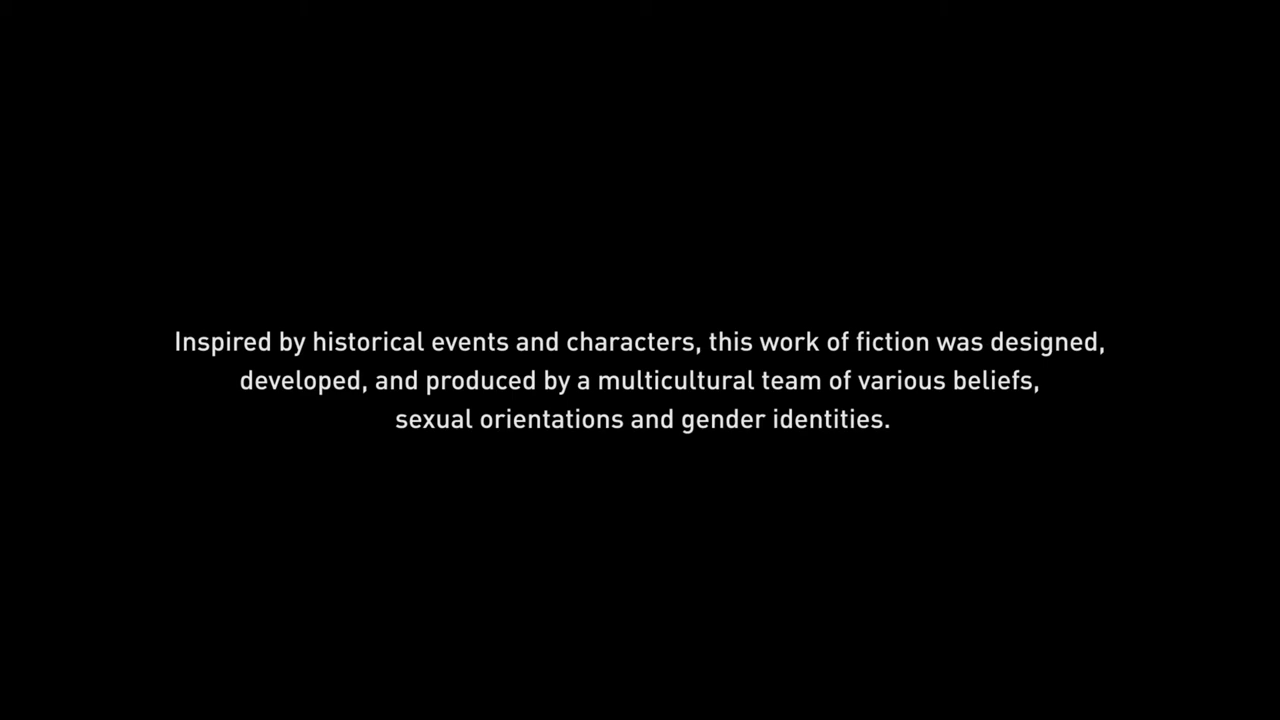 Inspired by historical events and characters, this work of fiction was designed,
developed, and produced by a multicultural team of various beliefs,
sexual orientations and gender identities.